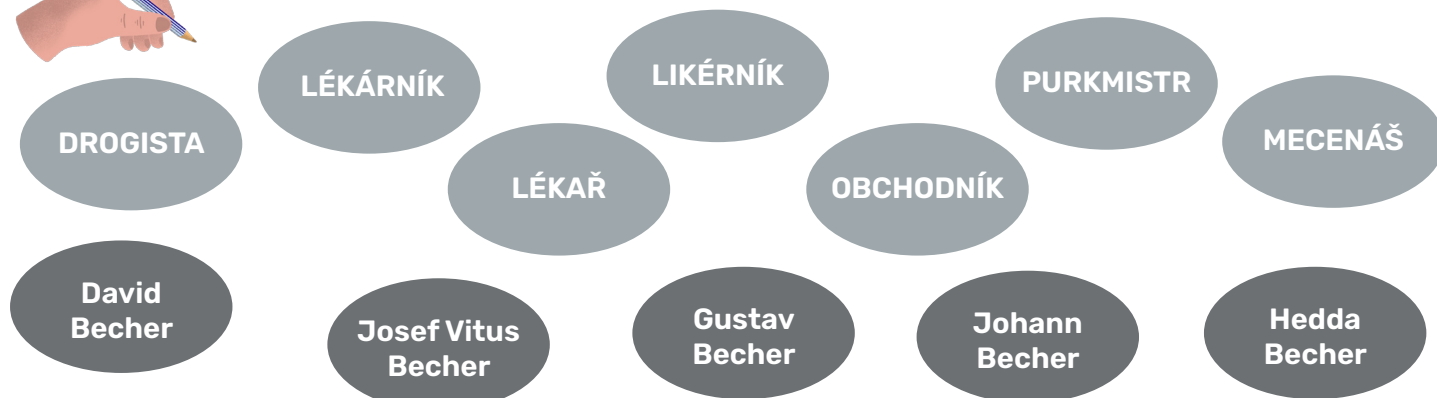 LÉKÁRNÍK
LIKÉRNÍK
PURKMISTR
DROGISTA
MECENÁŠ
LÉKAŘ
OBCHODNÍK
David
Becher
Josef Vitus
Becher
Gustav
Becher
Johann
Becher
Hedda
Becher